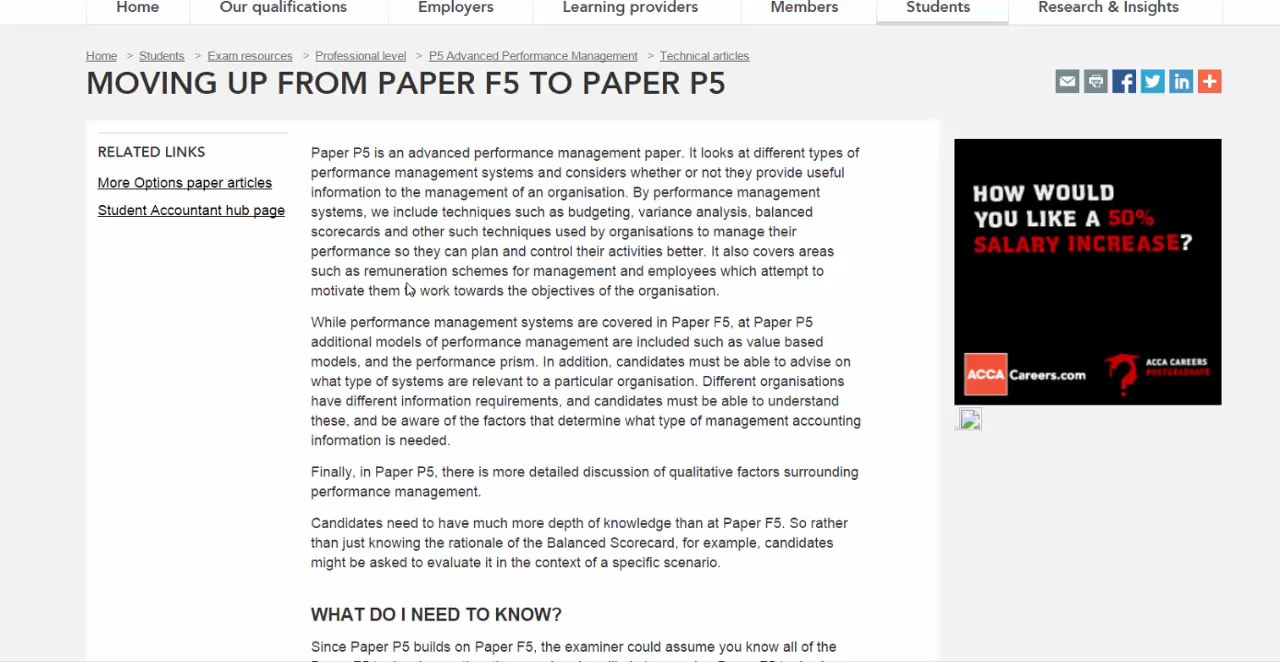 Home Our qualifications Employers Learning providers Members Students Research & Insights
Home > Students > Exam resources > Professional level > P5 Advanced Performance Management > Technical articles
MOVING UP FROM PAPER F5 TO PAPER P5
RELATED LINKS
More Options paper articles
Student Accountant hub page
Paper P5 is an advanced performance management paper. It looks at different types of
performance management systems and considers whether or not they provide useful
information to the management of an organisation. By performance management
systems, we include techniques such as budgeting, variance analysis, balanced
scorecards and other such techniques used by organisations to manage their
performance so they can plan and control their activities better. It also covers areas
such as remuneration schemes for management and employees which attempt to
motivate them to work towards the objectives of the organisation.
While performance management systems are covered in Paper F5, at Paper P5
additional models of performance management are included such as value based
models, and the performance prism. In addition, candidates must be able to advise on
what type of systems are relevant to a particular organisation. Different organisations
have different information requirements, and candidates must be able to understand
these, and be aware of the factors that determine what type of management accounting
information is needed.
Finally, in Paper P5, there is more detailed discussion of qualitative factors surrounding
performance management.
Candidates need to have much more depth of knowledge than at Paper F5. So rather
than just knowing the rationale of the Balanced Scorecard, for example, candidates
might be asked to evaluate it in the context of a specific scenario.
WHAT DO I NEED TO KNOW?
Since Paper P5 builds on Paper F5, the examiner could assume you know all of the
HOW WOULD
YOU LIKE A 50%
SALARY INCREASE?
ACCA Careers.com
ACCA CAREERS
POSTGRADUATE